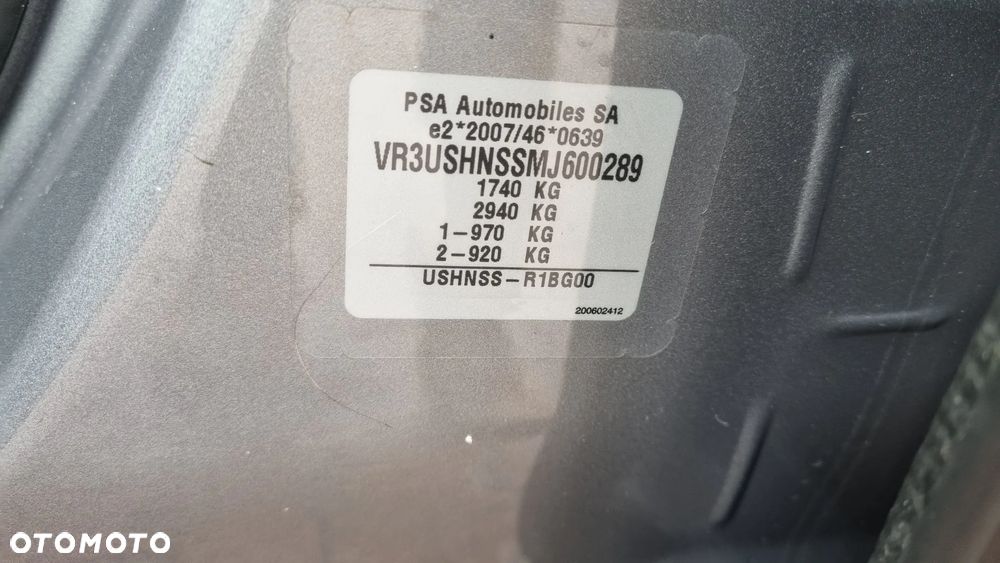 PSA Automobiles SA
e2*2007/46*0639
VR3USHNSSMJ600289
1740 KG
2940 KG
1-970 KG
2-920 KG
USHNSS-R1BG00
200602412
OTOMOTO